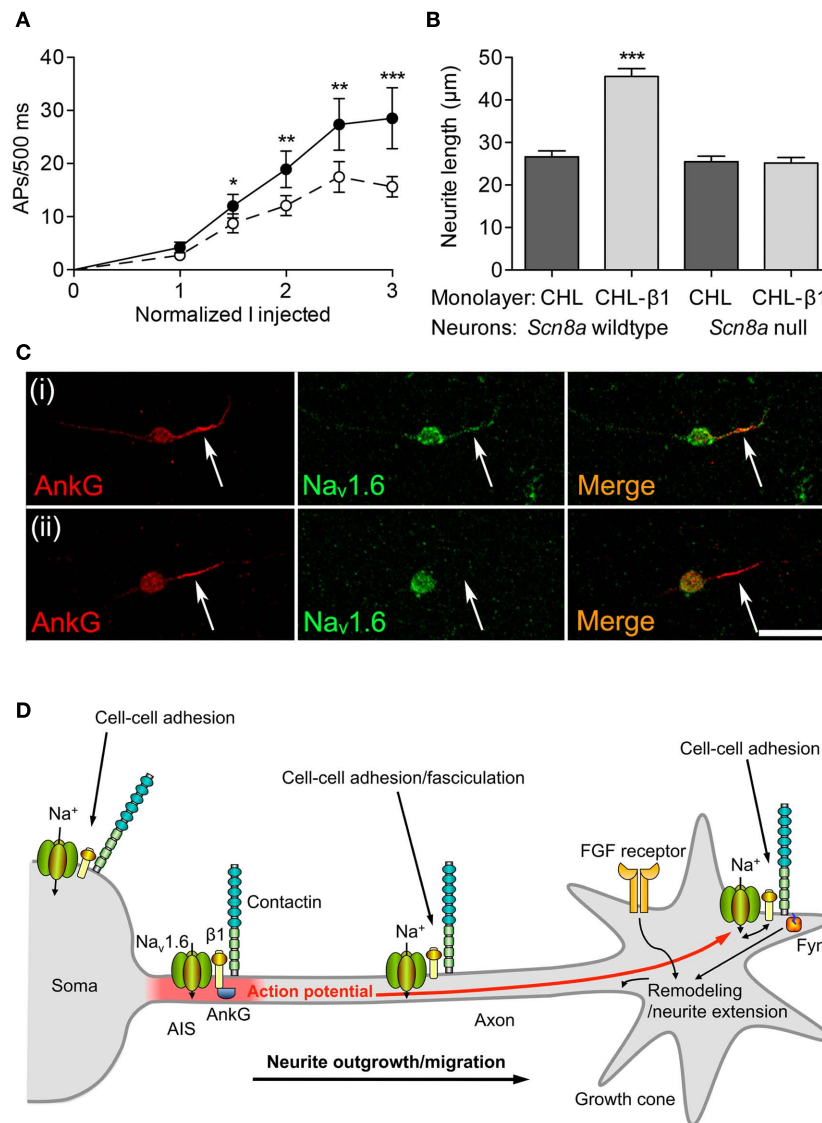 A
APs/500 ms
40
30
20
10
0
*
**
**
***
0
1
2
3
Normalized I injected
B
Neurite length (µm)
50
40
30
20
10
0
***
Monolayer: CHL CHL-β1 CHL CHL-β1
Neurons: Scn8a wildtype Scn8a null
C
(i)
AnkG
Nav1.6
Merge
(ii)
AnkG
Nav1.6
Merge
D
Cell-cell adhesion
Na+
Cell-cell adhesion/fasciculation
Cell-cell adhesion
FGF receptor
Na+
Contactin
Nav1.6
β1
Na+
Fyn
Soma
Action potential
Remodeling
/neurite extension
AnkG
AIS
Axon
Neurite outgrowth/migration
Growth cone